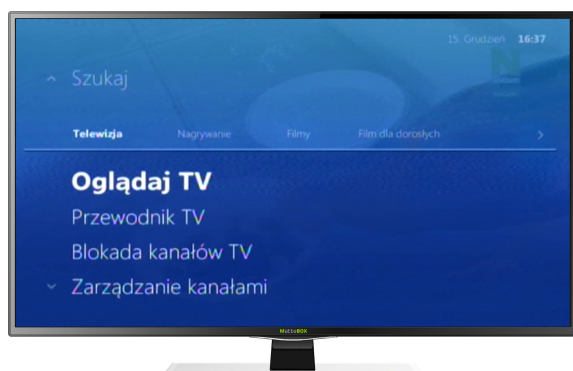 15. Grudzień 16:37
Szukaj
Telewizja Nagrywanie Filmy Film dla dorosłych
Oglądaj TV
Przewodnik TV
Blokada kanałów TV
Zarządzanie kanałami
MattaBOX